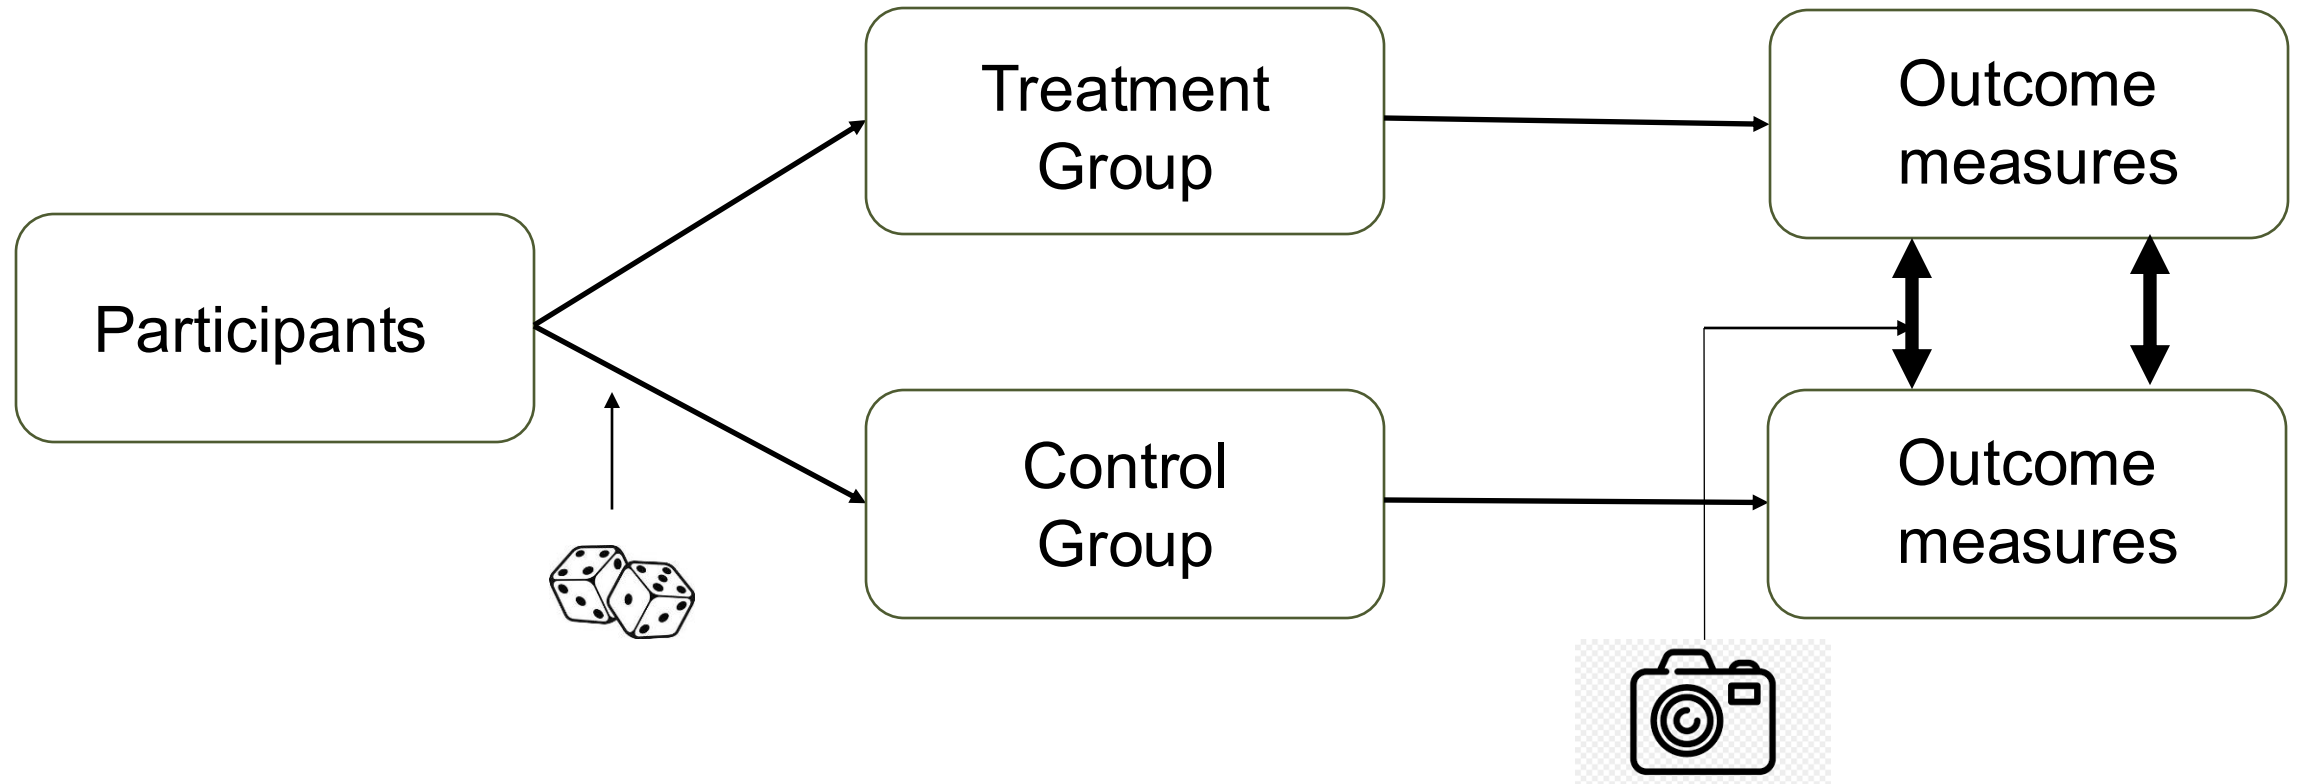 Participants
Treatment
Group
Control
Group
Outcome
measures
Outcome
measures